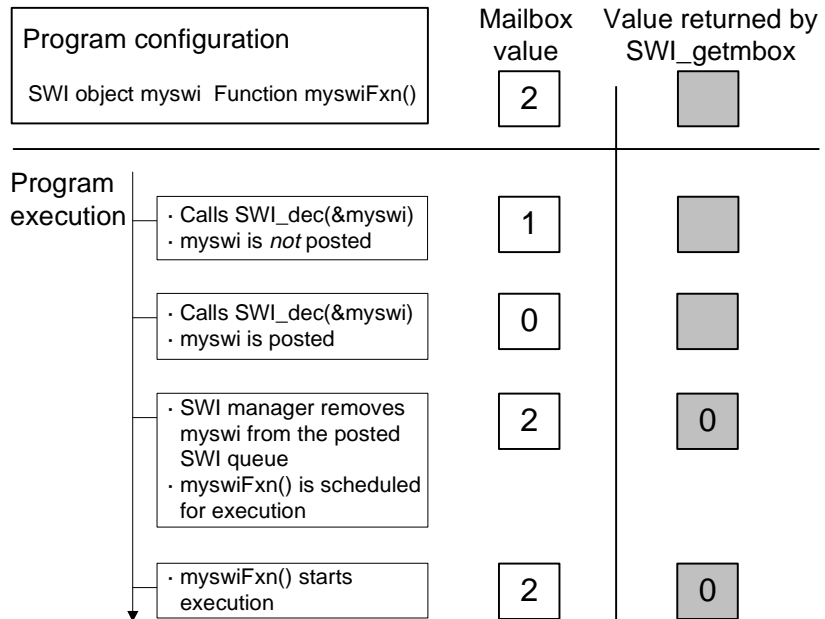 Program configuration
SWI object myswi Function myswiFxn()
Mailbox
value
Value returned by
SWI_getmbox
2
Program
execution
· Calls SWI_dec(&myswi)
· myswi is not posted
1
· Calls SWI_dec(&myswi)
· myswi is posted
0
· SWI manager removes
myswi from the posted
SWI queue
· myswiFxn() is scheduled
for execution
2
0
· myswiFxn() starts
execution
2
0